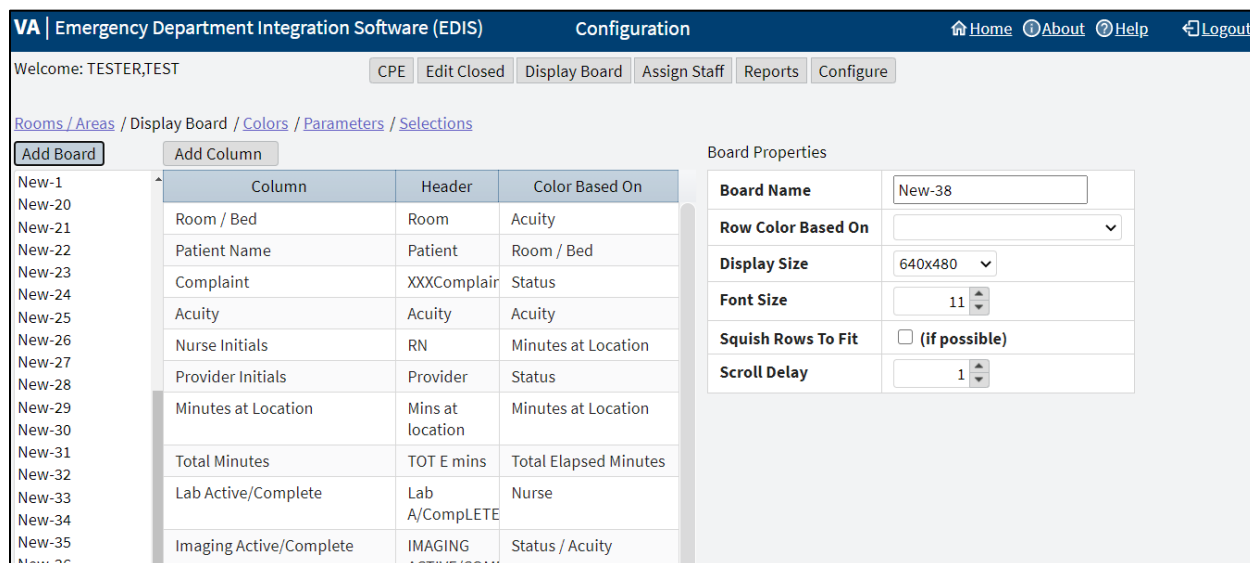 VA | Emergency Department Integration Software (EDIS) Configuration Home About Help Logout
Welcome: TESTER,TEST CPE Edit Closed Display Board Assign Staff Reports Configure
Rooms / Areas / Display Board / Colors / Parameters / Selections
Add Board Add Column
New-1
New-20
New-21
New-22
New-23
New-24
New-25
New-26
New-27
New-28
New-29
New-30
New-31
New-32
New-33
New-34
New-35
Column Header Color Based On
Room / Bed Room Acuity
Patient Name Patient Room / Bed
Complaint XXXComplain Status
Acuity Acuity Acuity
Nurse Initials RN Minutes at Location
Provider Initials Provider Status
Minutes at Location Mins at Minutes at Location
location
Total Minutes TOT E mins Total Elapsed Minutes
Lab Active/Complete Lab Nurse
A/CompLETE
Imaging Active/Complete IMAGING Status / Acuity
Board Properties
Board Name New-38
Row Color Based On
Display Size 640x480
Font Size 11
Squish Rows To Fit (if possible)
Scroll Delay 1